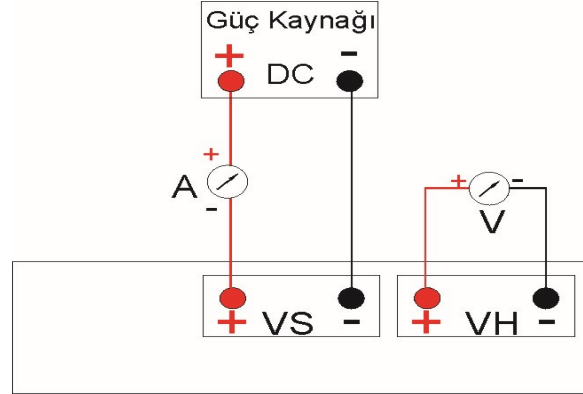 Güç Kaynağı
+ -
DC
+
A
-
+ -
V
+ VS -
+ VH -